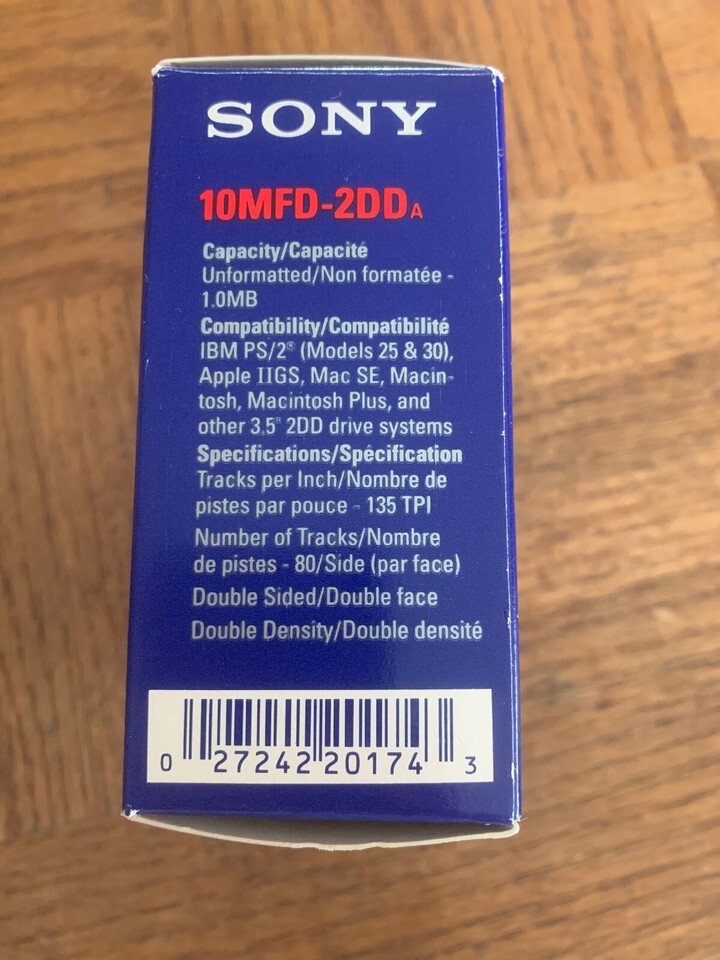 SONY
10MFD-2DDA
Capacity/Capacité
Unformatted/Non formatée -
1.0MB
Compatibility/Compatibilité
IBM PS/2® (Models 25 & 30),
Apple IIGS, Mac SE, Macin-
tosh, Macintosh Plus, and
other 3.5" 2DD drive systems
Specifications/Spécification
Tracks per Inch/Nombre de
pistes par pouce - 135 TPI
Number of Tracks/Nombre
de pistes - 80/Side (par face)
Double Sided/Double face
Double Density/Double densité
0 27242 20174 3